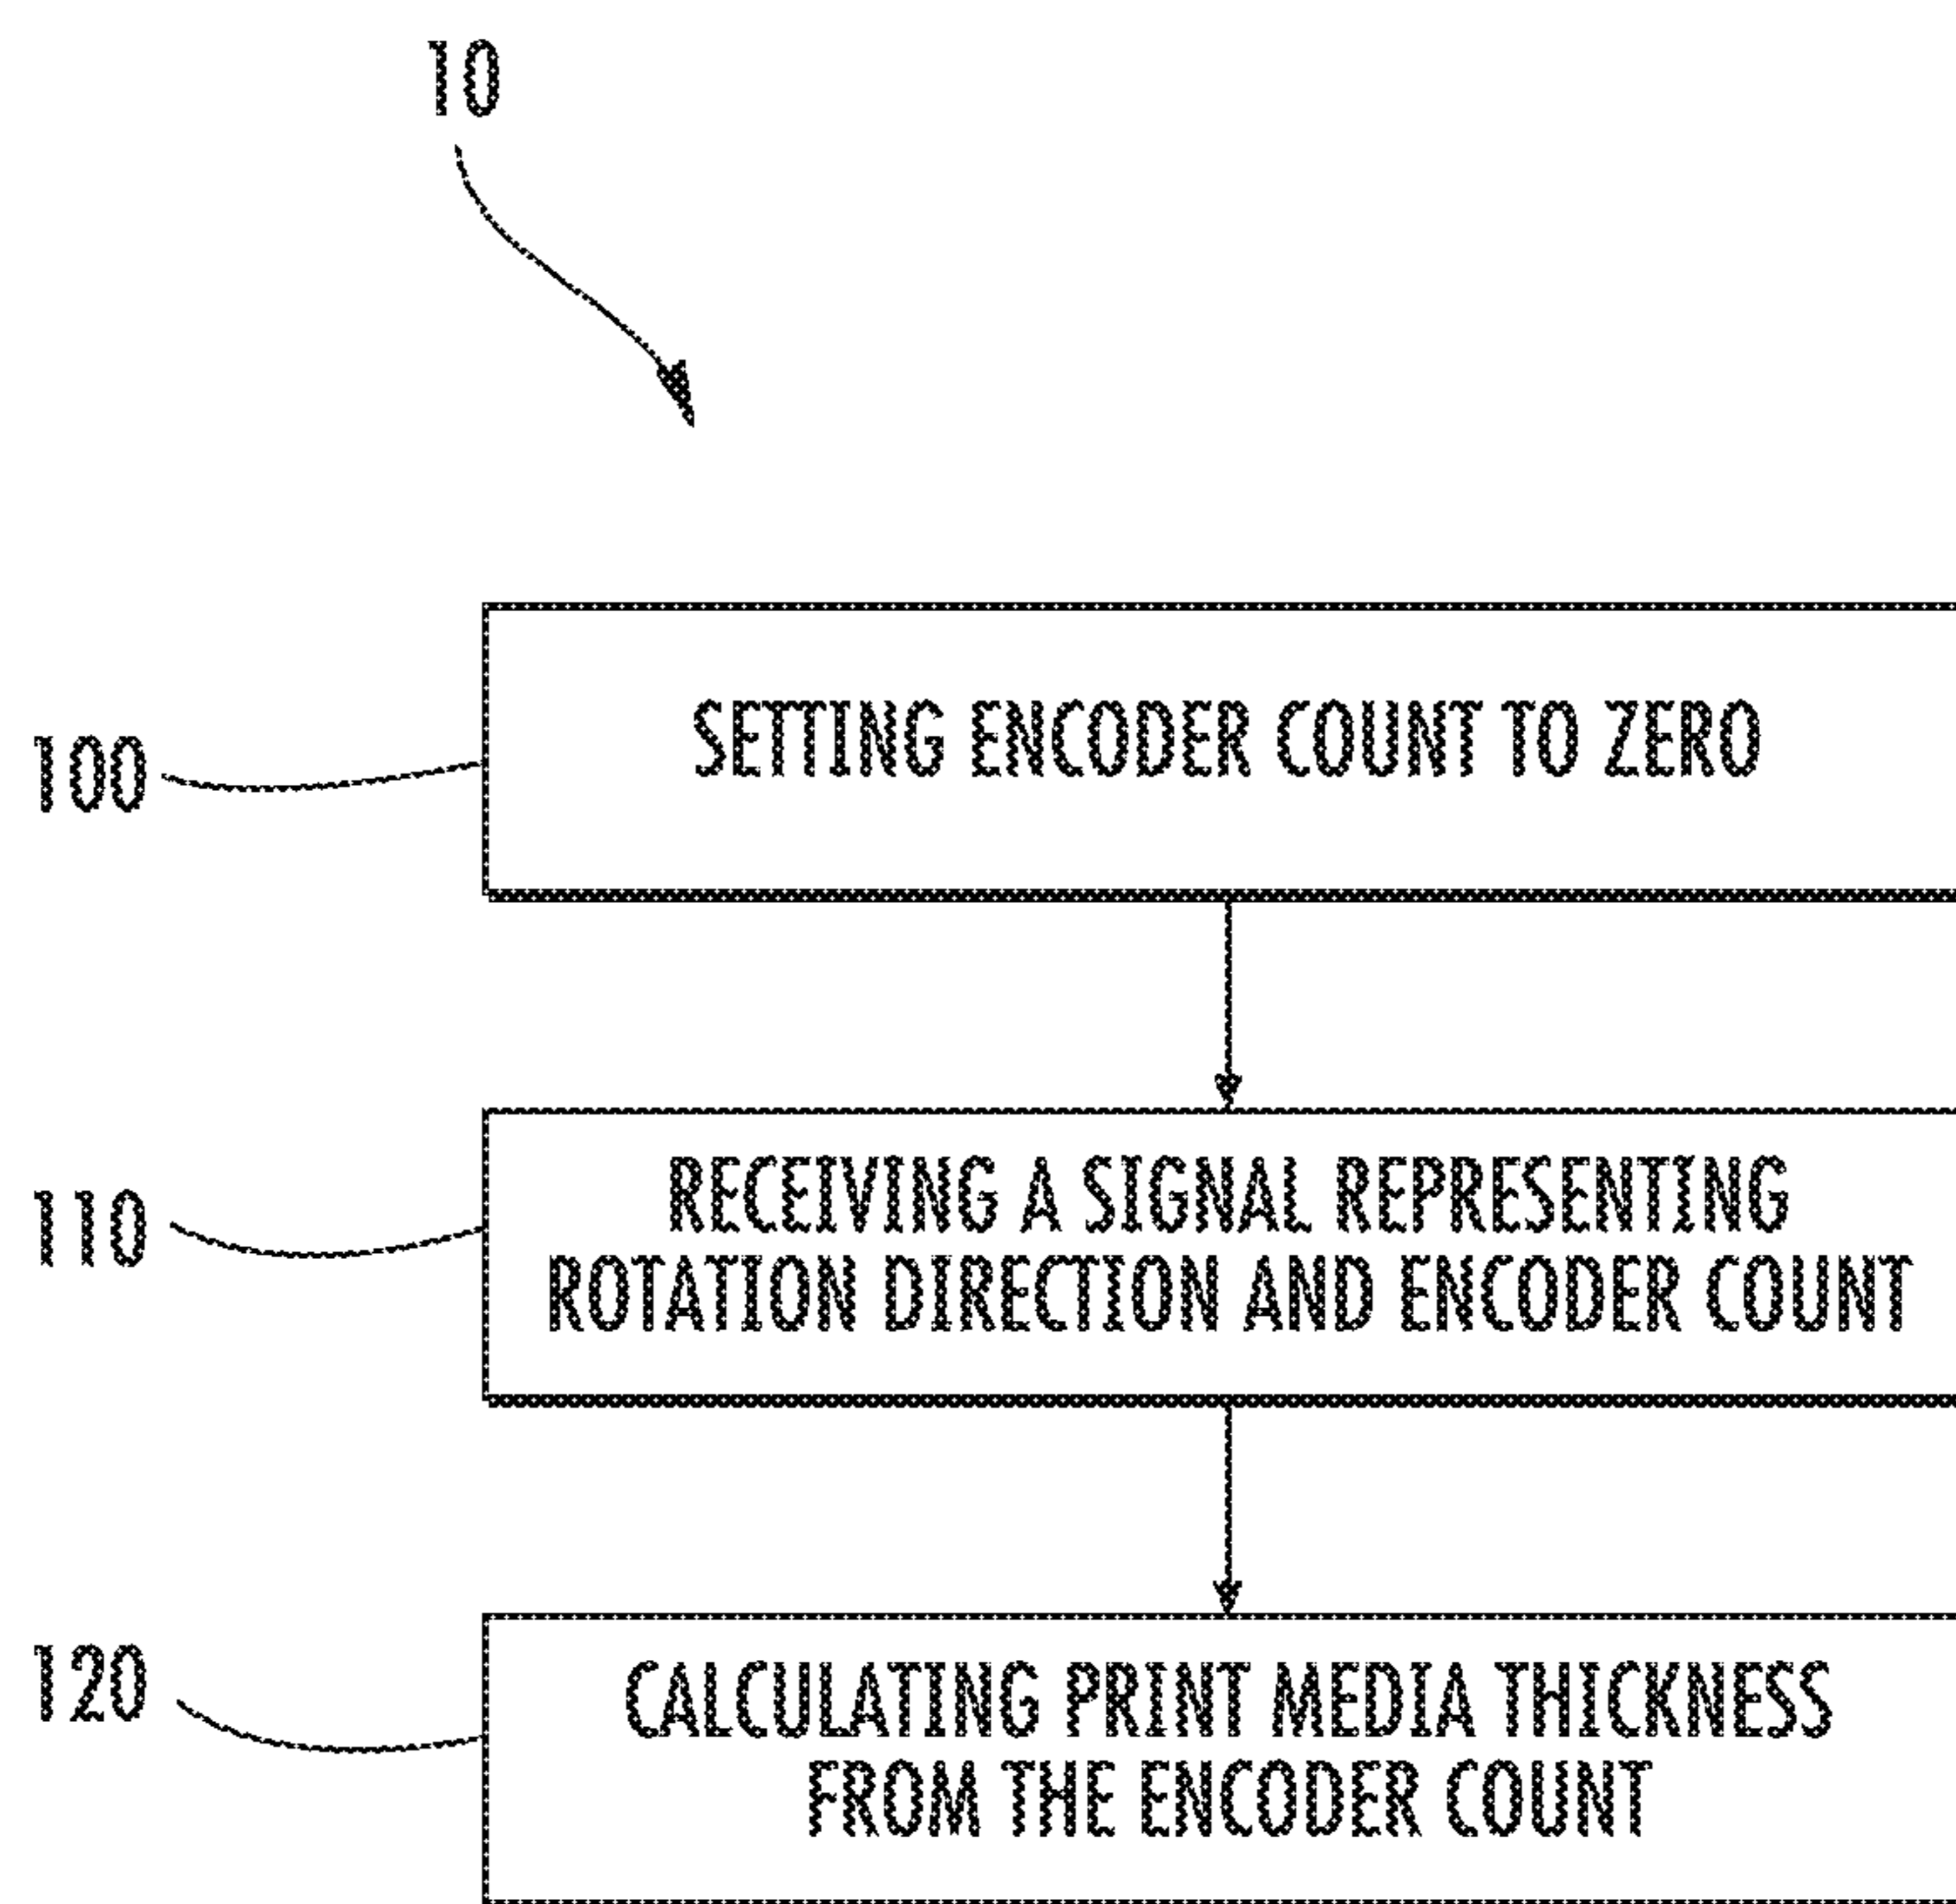 10
100
SETTING ENCODER COUNT TO ZERO
110
RECEIVING A SIGNAL REPRESENTING
ROTATION DIRECTION AND ENCODER COUNT
120
CALCULATING PRINT MEDIA THICKNESS
FROM THE ENCODER COUNT